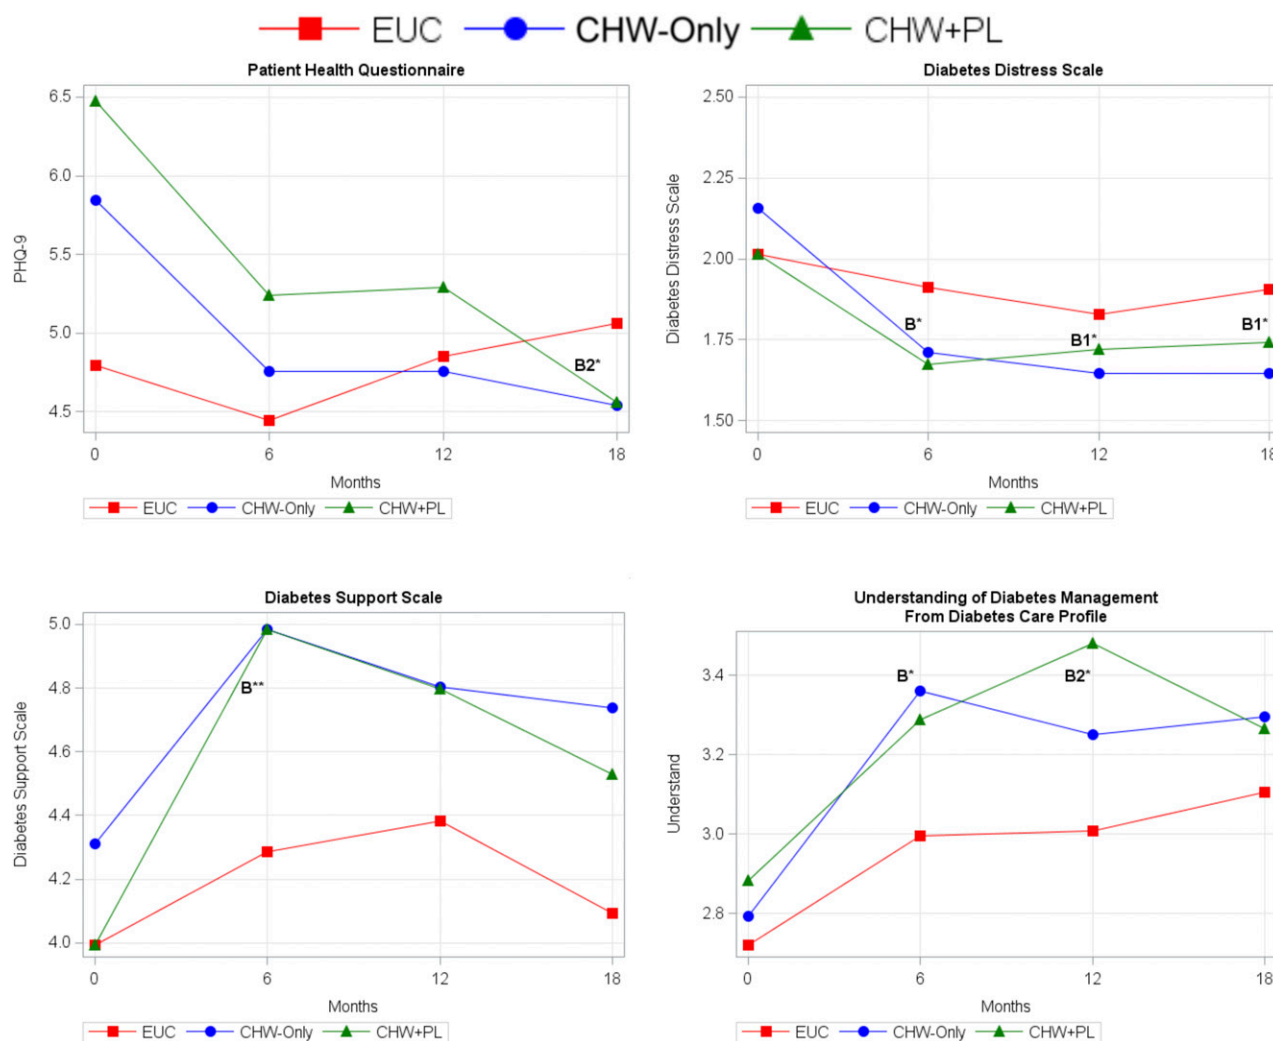 EUC CHW-Only CHW+PL
Patient Health Questionnaire
6.5
6.0
5.5
5.0
4.5
PHQ-9
B2*
0 6 12 18
Months
EUC CHW-Only CHW+PL
Diabetes Distress Scale
2.50
2.25
2.00
1.75
1.50
Diabetes Distress Scale
B*
B1*
B1*
0 6 12 18
Months
EUC CHW-Only CHW+PL
Diabetes Support Scale
5.0
4.8
4.6
4.4
4.2
4.0
Diabetes Support Scale
B**
0 6 12 18
Months
EUC CHW-Only CHW+PL
Understanding of Diabetes Management
From Diabetes Care Profile
3.4
3.2
3.0
2.8
Understand
B*
B2*
0 6 12 18
Months
EUC CHW-Only CHW+PL